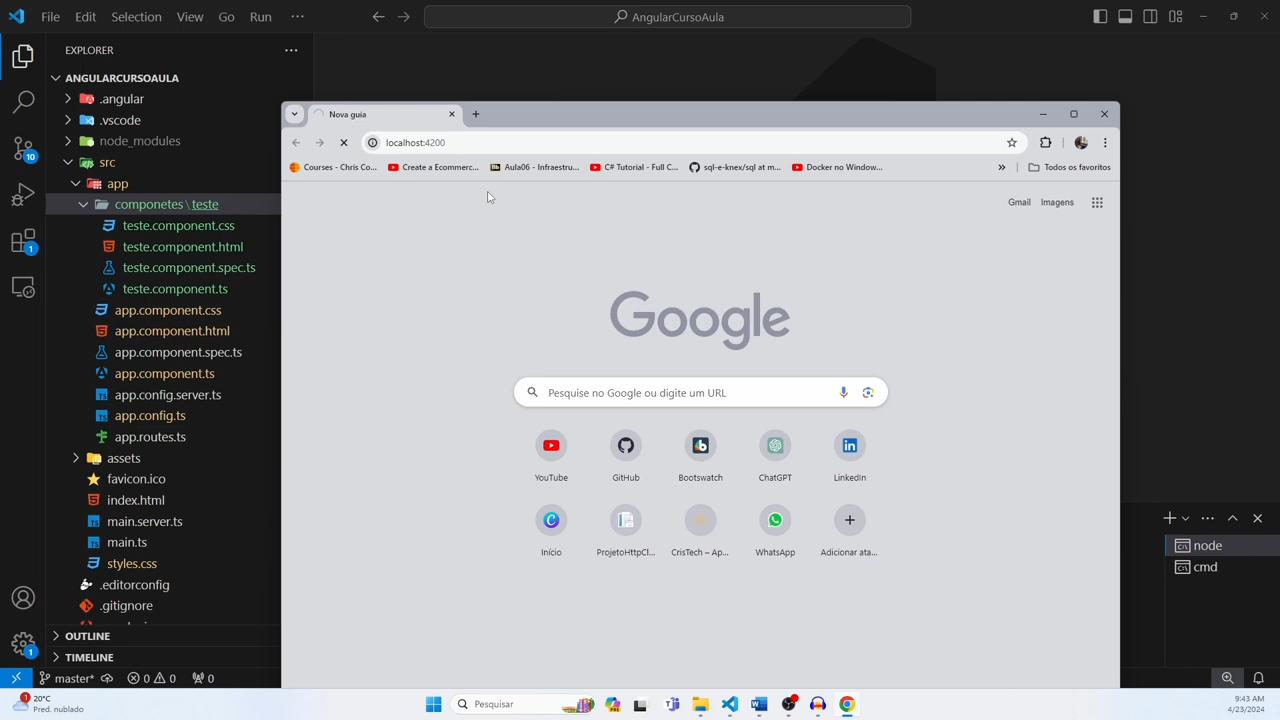 File Edit Selection View Go Run ···
AngularCursoAula
EXPLORER
ANGULARCURSOAULA
.angular
.vscode
node_modules
src
app
componetes\teste
teste.component.css
teste.component.html
teste.component.spec.ts
teste.component.ts
app.component.css
app.component.html
app.component.spec.ts
app.component.ts
app.config.server.ts
app.config.ts
app.routes.ts
assets
favicon.ico
index.html
main.server.ts
main.ts
styles.css
.editorconfig
.gitignore
OUTLINE
TIMELINE
10
1
1
master*
0 0 0
Nova guia
localhost:4200
Courses - Chris Co... Create a Ecommerc... Aula06 - Infraestru... C# Tutorial - Full C... sql-e-knex/sql at m... Docker no Window... » Todos os favoritos
Gmail Imagens
Google
Pesquise no Google ou digite um URL
YouTube GitHub Bootswatch ChatGPT LinkedIn
Início ProjetoHttpCl... CrisTech – Ap... WhatsApp Adicionar ata...
node
cmd
1
20°C
Pred. nublado
Pesquisar
9:43 AM
4/23/2024